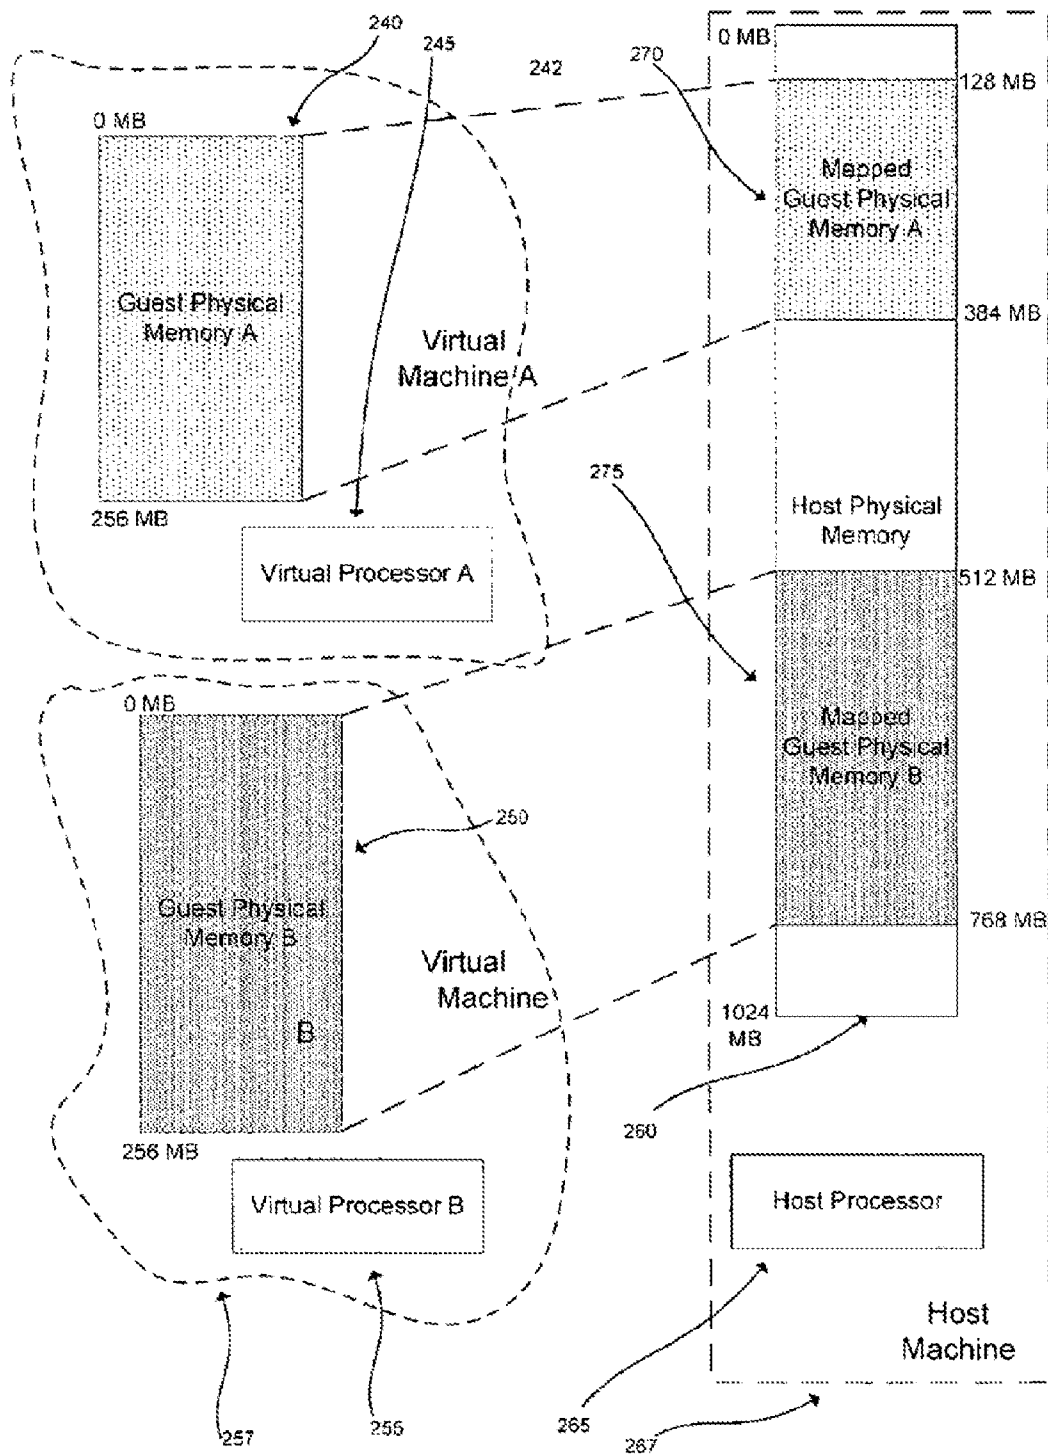 240
245
242
270
0 MB
128 MB
0 MB
Mapped
Guest Physical
Memory A
Guest Physical
Memory A
384 MB
Virtual
Machine A
275
256 MB
Host Physical
Memory
Virtual Processor A
512 MB
0 MB
Mapped
Guest Physical
Memory B
250
Guest Physical
Memory B
768 MB
Virtual
Machine
B
1024
MB
260
256 MB
Virtual Processor B
Host Processor
Host
Machine
257
255
265
267